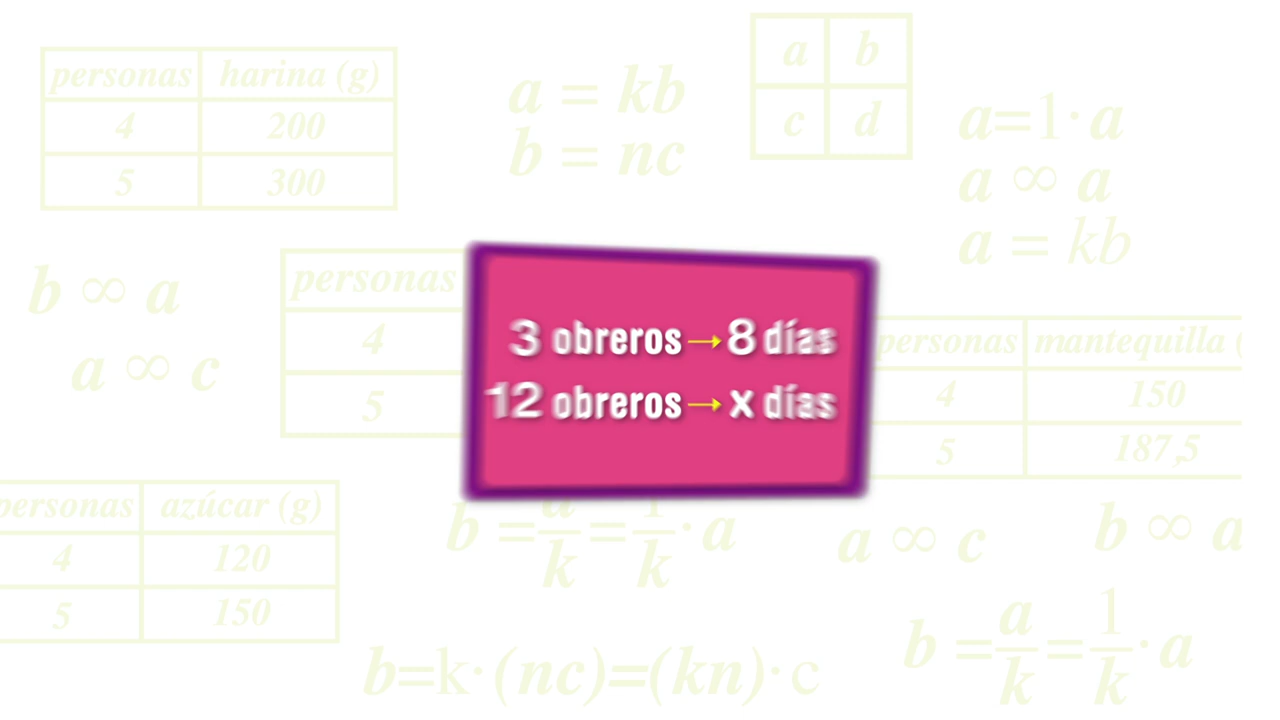 personas harina (g)
4 200
5 300
a = kb
b = nc
a b
c d
a=1·a
a ∞ a
a = kb
b ∞ a
a ∞ c
personas
4
5
3 obreros → 8 días
12 obreros → x días
personas mantequilla (
4 150
5 187,5
personas azúcar (g)
4 120
5 150
b = a/k = 1/k · a
a ∞ c
b ∞ a
b=k·(nc)=(kn)·c
b = a/k = 1/k · a